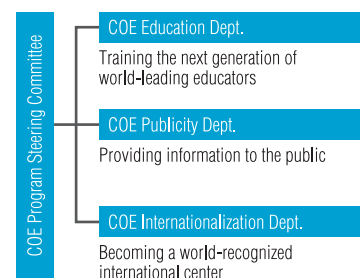 COE Program Steering Committee
COE Education Dept.
Training the next generation of
world-leading educators
COE Publicity Dept.
Providing information to the public
COE Internationalization Dept.
Becoming a world-recognized
international center